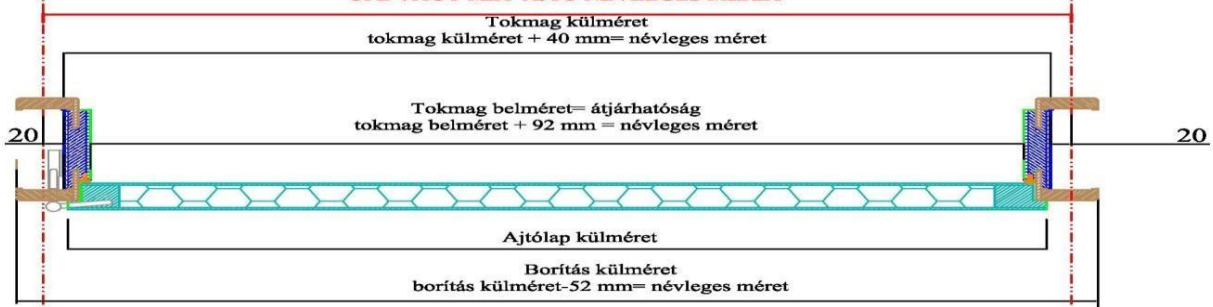 Tokmag külméret
tokmag külméret + 40 mm= névleges méret
Tokmag belméret= átjárhatóság
tokmag belméret + 92 mm = névleges méret
20
20
Ajtólap külméret
Borítás külméret
borítás külméret-52 mm= névleges méret